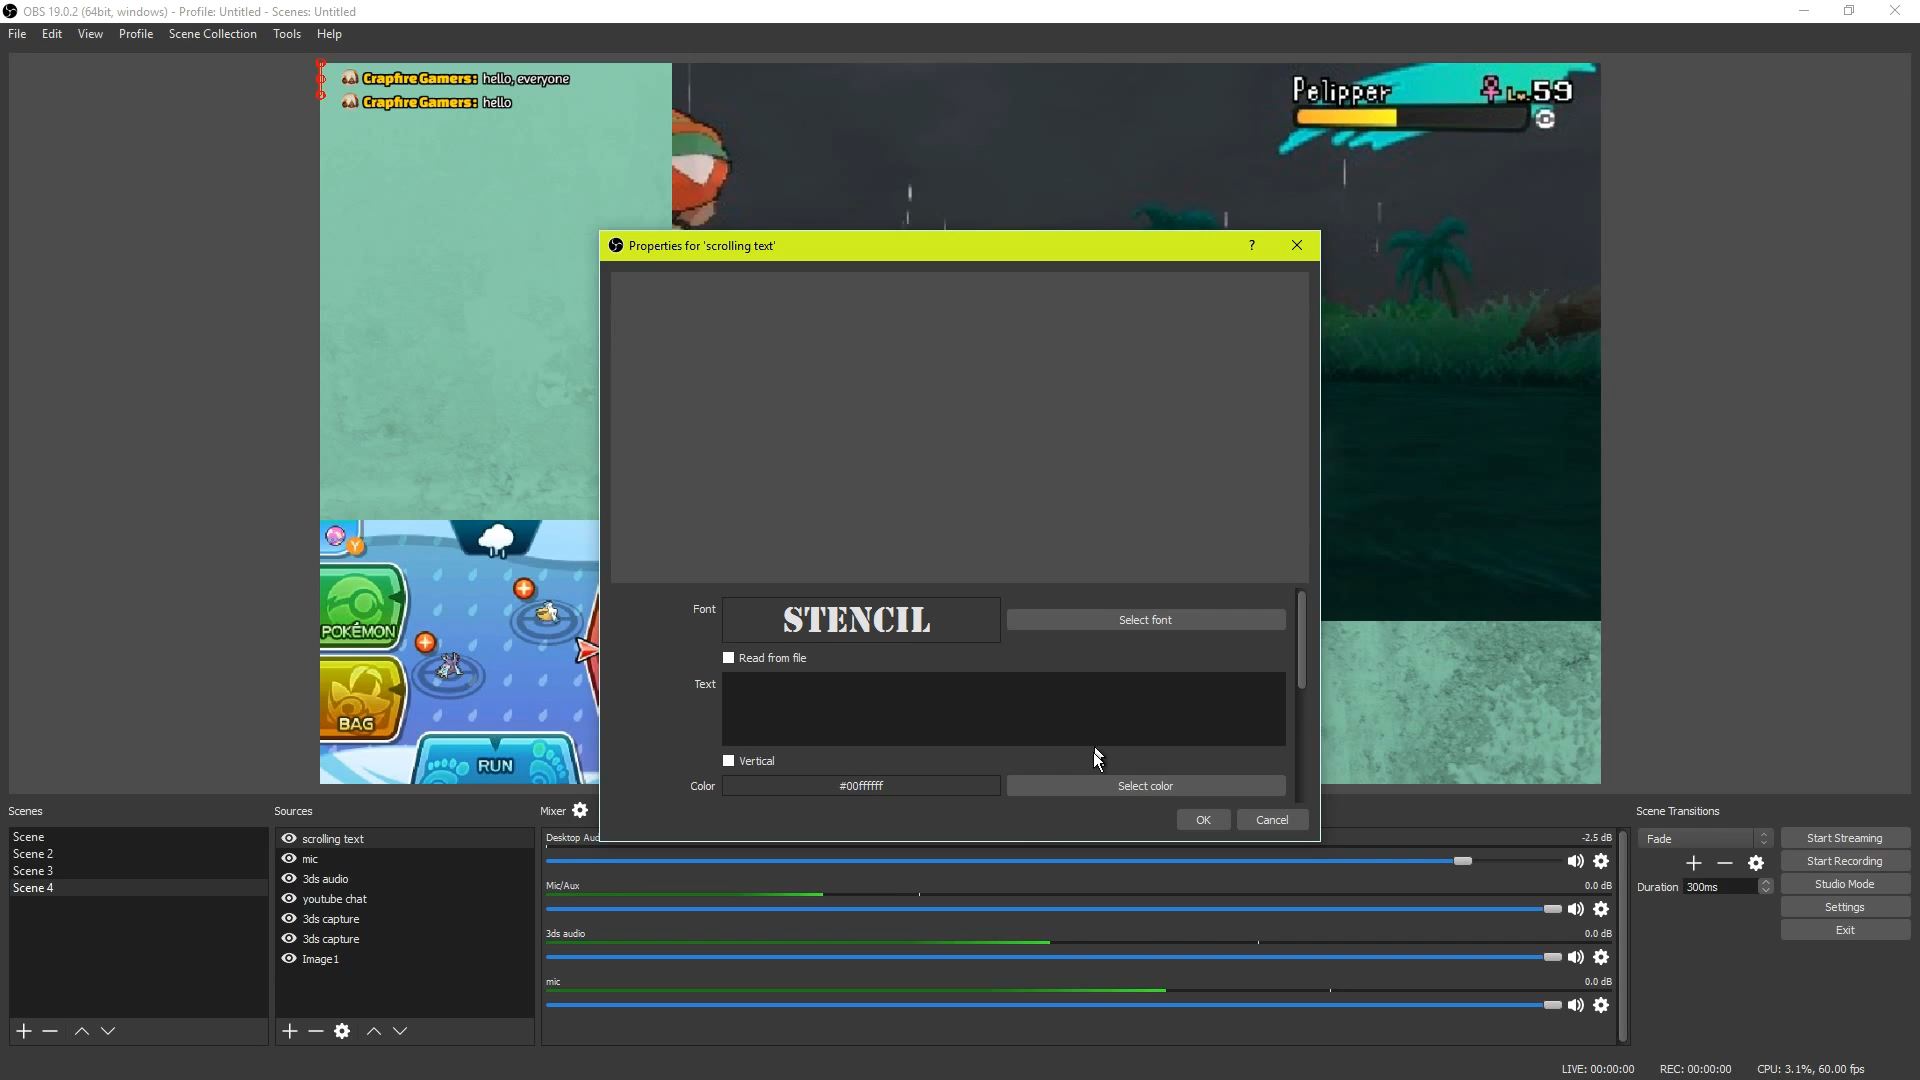 OBS 19.0.2 (64bit, windows) - Profile: Untitled - Scenes: Untitled
File Edit View Profile Scene Collection Tools Help
Crapfire Gamers: hello, everyone
Crapfire Gamers: hello
Pelipper Lv.59
Properties for 'scrolling text'
?
Font STENCIL Select font
Read from file
Text
Vertical
Color #00ffffff Select color
OK Cancel
Y
POKÉMON
BAG
RUN
Scenes
Scene
Scene 2
Scene 3
Scene 4
Sources
scrolling text
mic
3ds audio
youtube chat
3ds capture
3ds capture
Image1
Mixer
Desktop Aud -2.5 dB
Mic/Aux 0.0 dB
3ds audio 0.0 dB
mic 0.0 dB
Scene Transitions
Fade
Duration 300ms
Start Streaming
Start Recording
Studio Mode
Settings
Exit
LIVE: 00:00:00 REC: 00:00:00 CPU: 3.1%, 60.00 fps